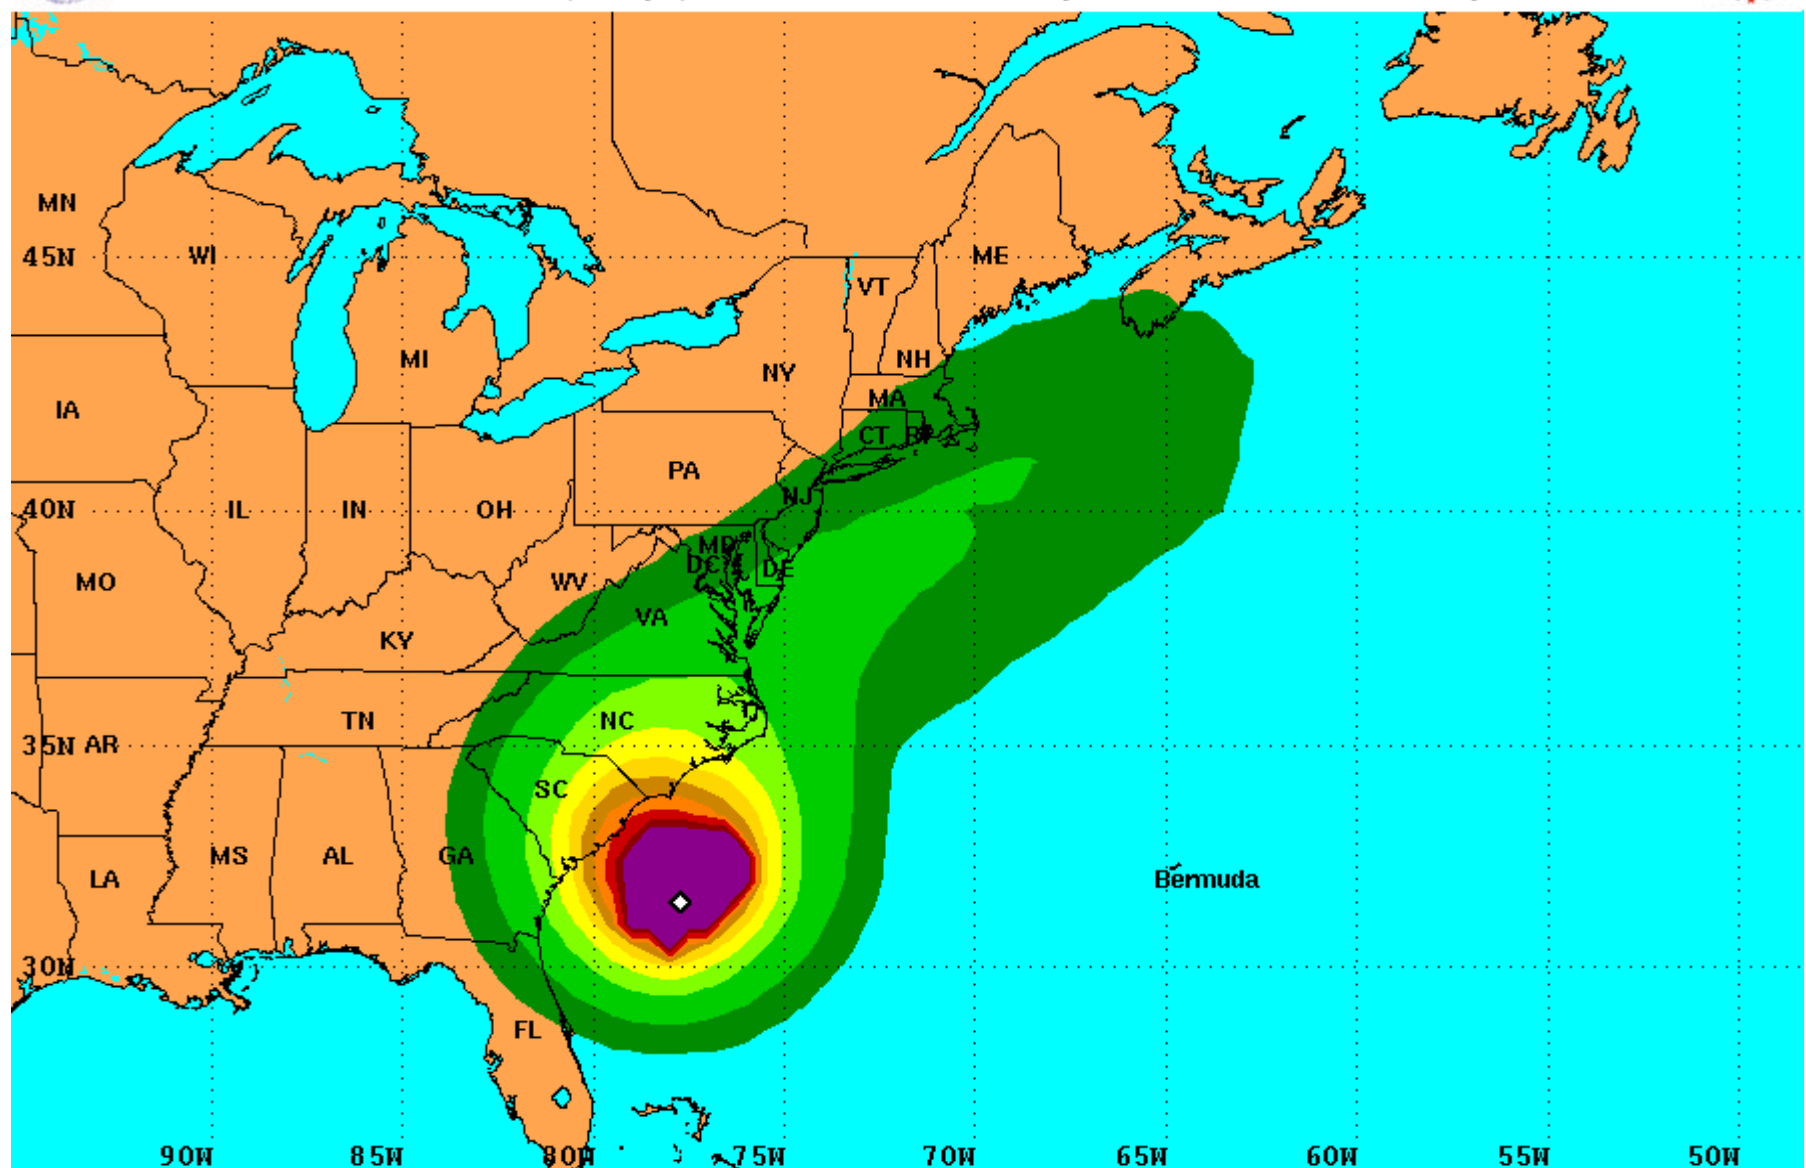 MN
45N WI ME
VT
MI NH
NY
IA MA
CT RI
PA
NJ
40N IL IN OH
MD
DC DE
MO WV
VA
KY
TN NC
35N AR
SC
MS AL GA
LA Bermuda
30N
FL
90W 85W 80W 75W 70W 65W 60W 55W 50W